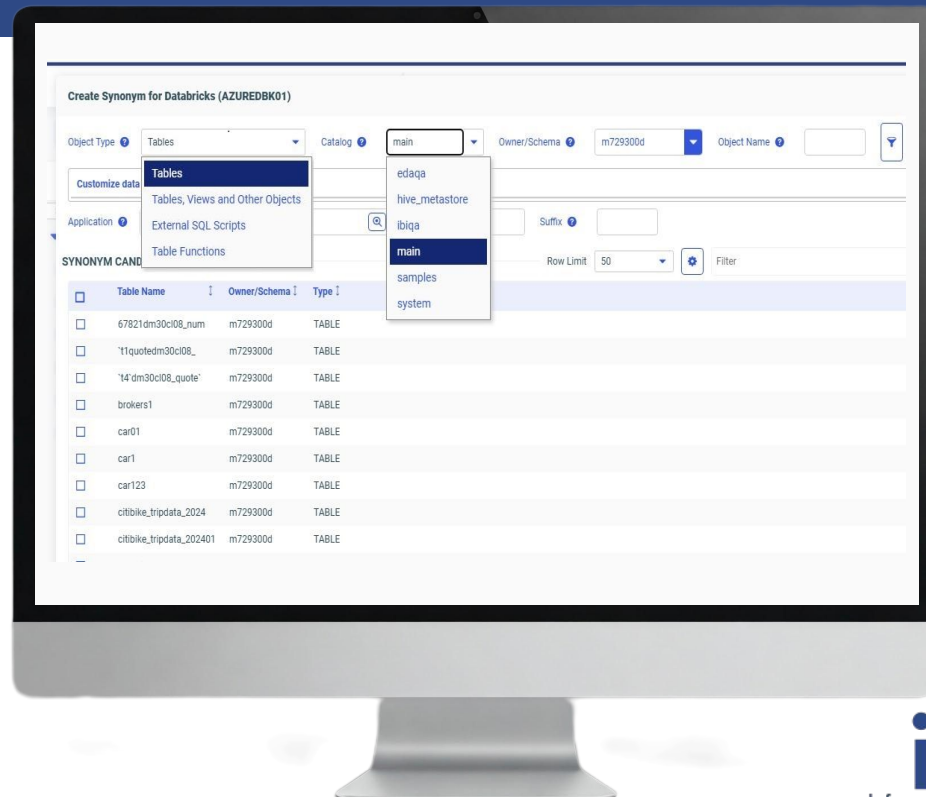 Create Synonym for Databricks (AZUREDBK01)
Object Type Tables Catalog main Owner/Schema m729300d Object Name
Tables
Tables, Views and Other Objects
External SQL Scripts
Table Functions
edaqa
hive_metastore
ibiqa
main
samples
system
Customize data
Application Suffix
SYNONYM CAND Row Limit 50 Filter
Table Name Owner/Schema Type
67821dm30cl08_num m729300d TABLE
`t1quotedm30cl08_ m729300d TABLE
`t4`dm30cl08_quote` m729300d TABLE
brokers1 m729300d TABLE
car01 m729300d TABLE
car1 m729300d TABLE
car123 m729300d TABLE
citibike_tripdata_2024 m729300d TABLE
citibike_tripdata_202401 m729300d TABLE